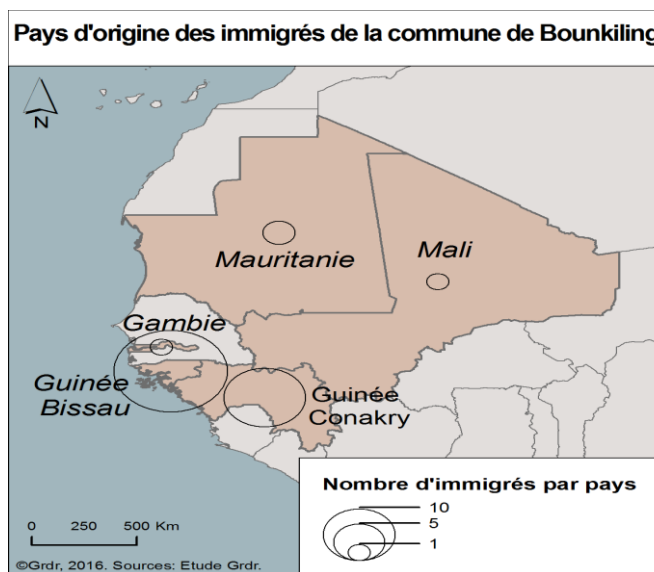 Pays d'origine des immigrés de la commune de Bounkiling
N
Mauritanie
Mali
Gambie
Guinée
Bissau
Guinée
Conakry
Nombre d'immigrés par pays
10
5
1
0 250 500 Km
©Grdr, 2016. Sources: Etude Grdr.